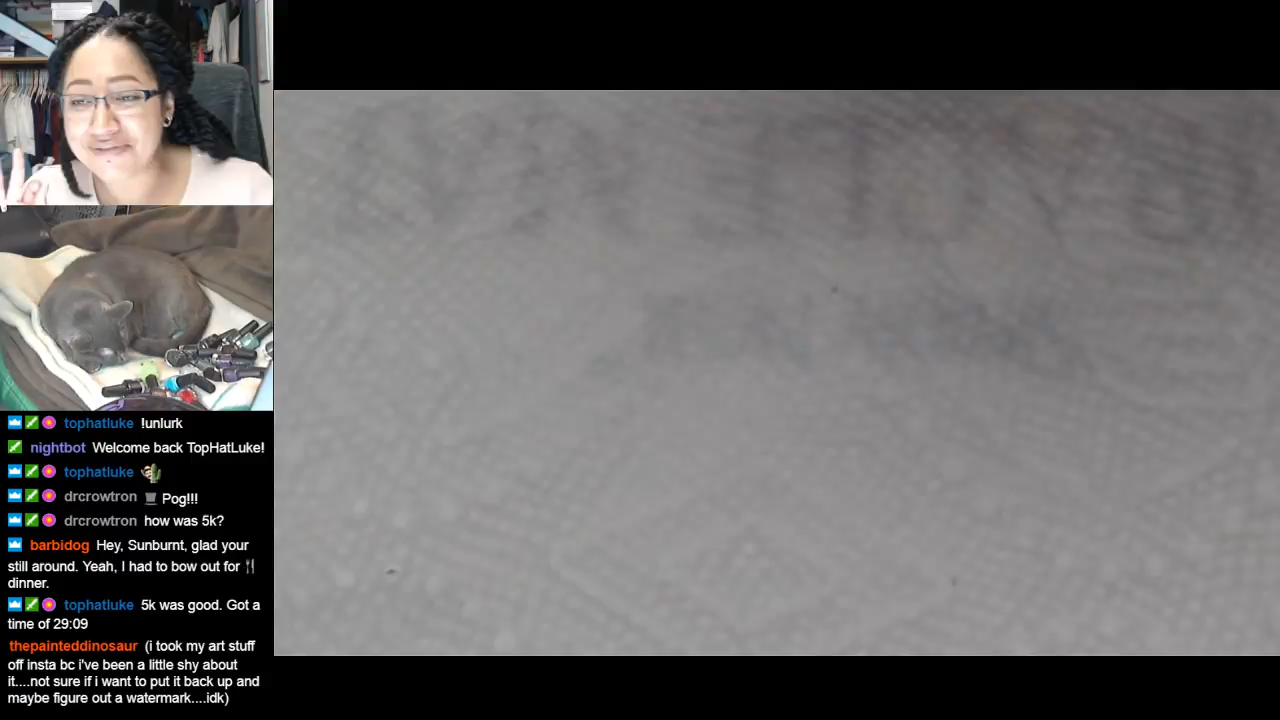 tophatluke !unlurk
nightbot Welcome back TopHatLuke!
tophatluke
drcrowtron Pog!!!
drcrowtron how was 5k?
barbidog Hey, Sunburnt, glad your
still around. Yeah, I had to bow out for
dinner.
tophatluke 5k was good. Got a
time of 29:09
thepainteddinosaur (i took my art stuff
off insta bc i've been a little shy about
it....not sure if i want to put it back up and
maybe figure out a watermark....idk)